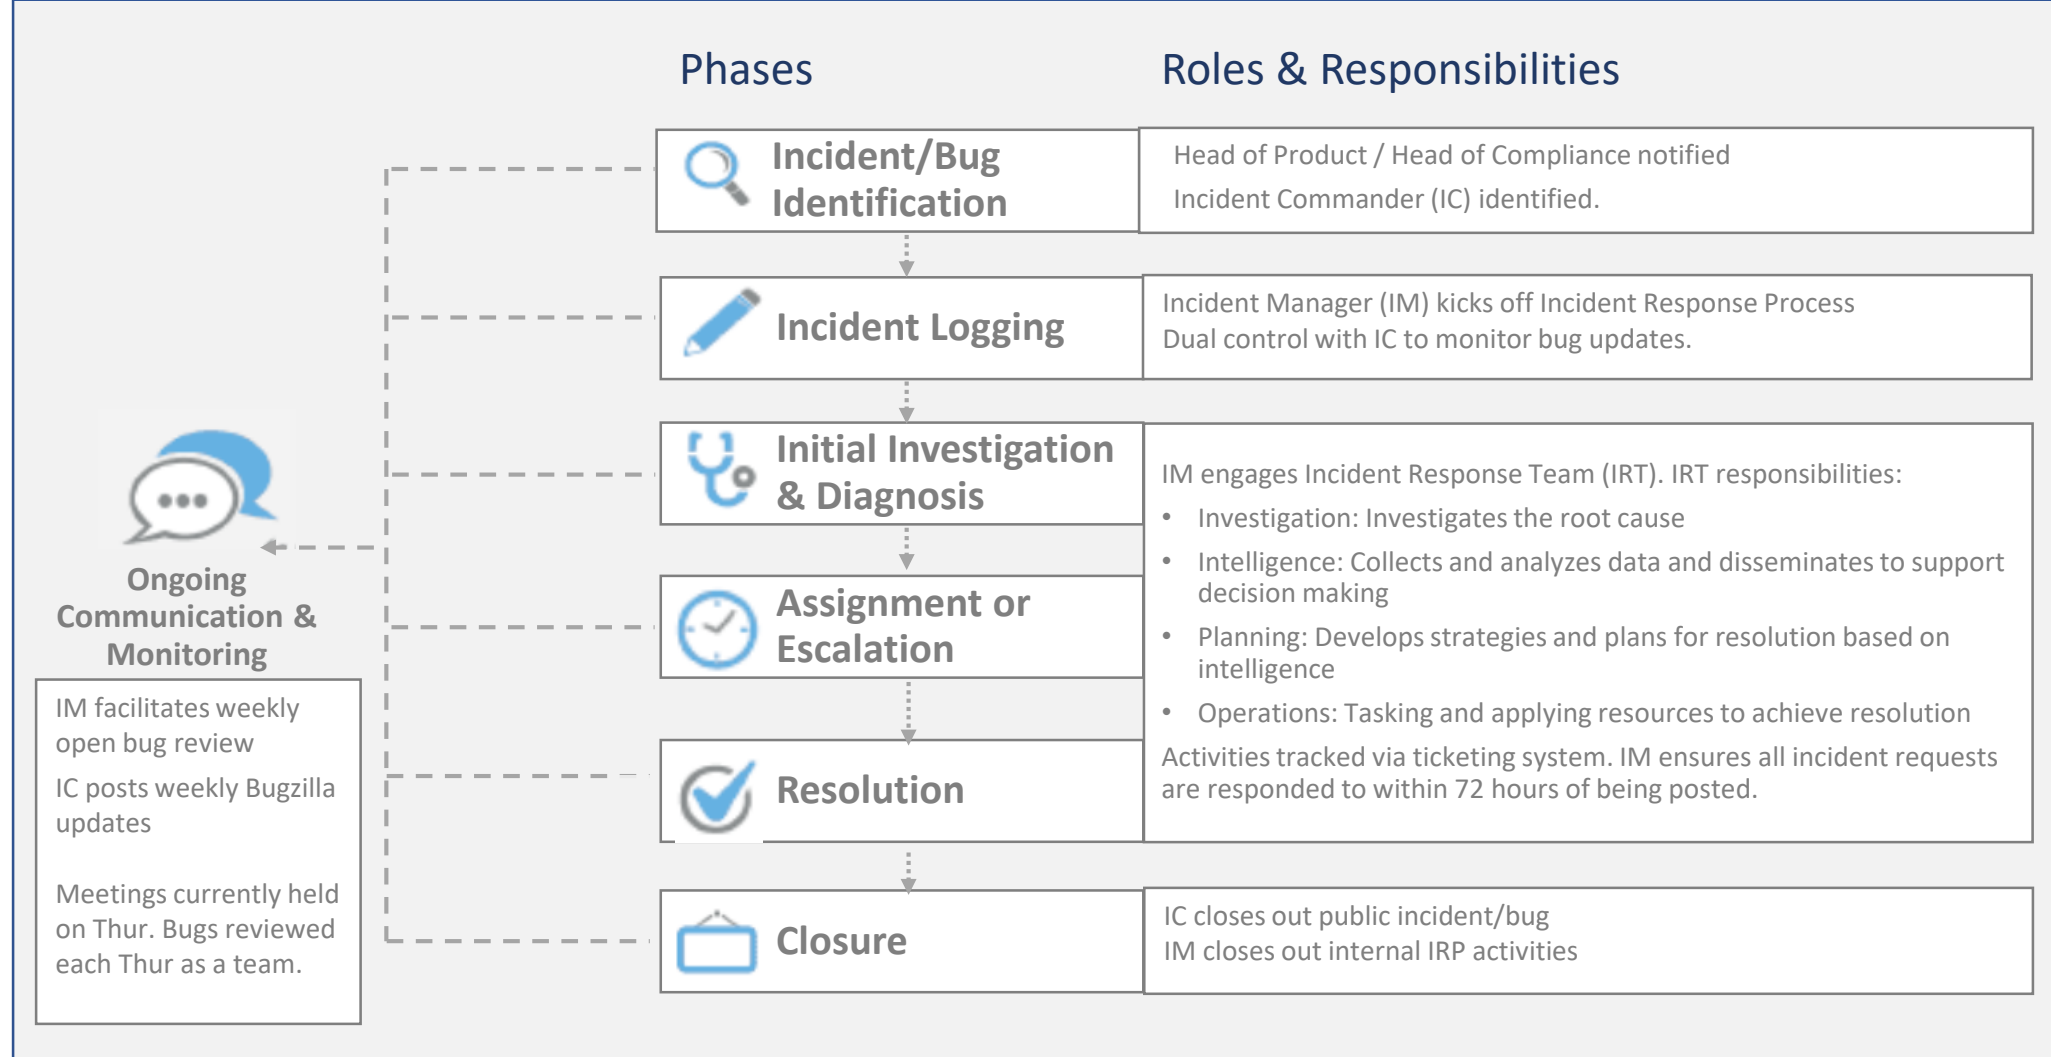 Phases
Roles & Responsibilities
Incident/Bug
Identification
Head of Product / Head of Compliance notified
Incident Commander (IC) identified.
Incident Logging
Incident Manager (IM) kicks off Incident Response Process
Dual control with IC to monitor bug updates.
Initial Investigation
& Diagnosis
Assignment or
Escalation
Resolution
IM engages Incident Response Team (IRT). IRT responsibilities:
• Investigation: Investigates the root cause
• Intelligence: Collects and analyzes data and disseminates to support
decision making
• Planning: Develops strategies and plans for resolution based on
intelligence
• Operations: Tasking and applying resources to achieve resolution
Activities tracked via ticketing system. IM ensures all incident requests
are responded to within 72 hours of being posted.
Closure
IC closes out public incident/bug
IM closes out internal IRP activities
Ongoing
Communication &
Monitoring
IM facilitates weekly
open bug review
IC posts weekly Bugzilla
updates
Meetings currently held
on Thur. Bugs reviewed
each Thur as a team.